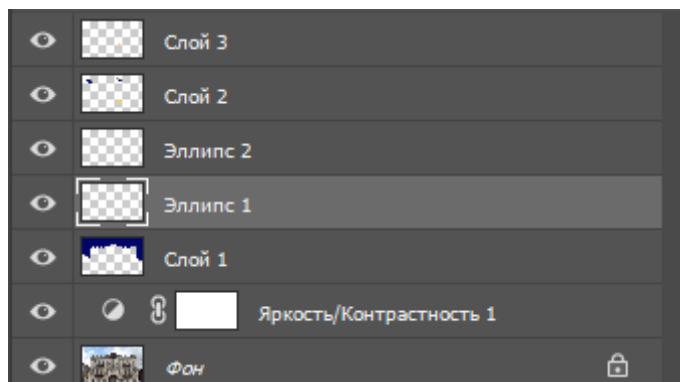 Слой 3
Слой 2
Эллипс 2
Эллипс 1
Слой 1
Яркость/Контрастность 1
Фон